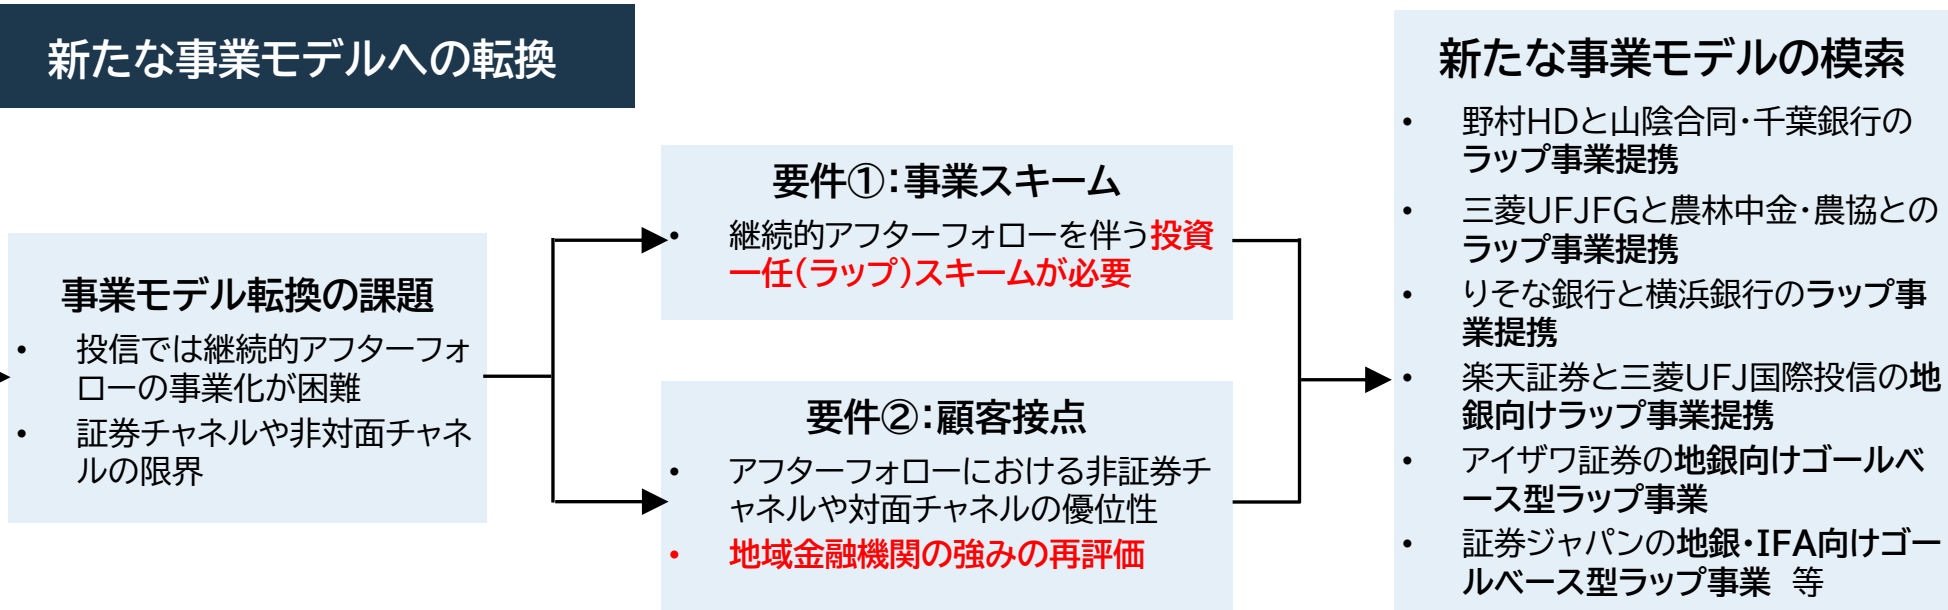 新たな事業モデルへの転換
事業モデル転換の課題
• 投信では継続的アフターフォ
ローの事業化が困難
• 証券チャネルや非対面チャネ
ルの限界
要件①：事業スキーム
• 継続的アフターフォローを伴う投資
一任（ラップ）スキームが必要
要件②：顧客接点
• アフターフォローにおける非証券チ
ャネルや対面チャネルの優位性
• 地域金融機関の強みの再評価
新たな事業モデルの模索
• 野村HDと山陰合同・千葉銀行の
ラップ事業提携
• 三菱UFJFGと農林中金・農協との
ラップ事業提携
• りそな銀行と横浜銀行のラップ事
業提携
• 楽天証券と三菱UFJ国際投信の地
銀向けラップ事業提携
• アイザワ証券の地銀向けゴールベ
ース型ラップ事業
• 証券ジャパンの地銀・IFA向けゴー
ルベース型ラップ事業　等